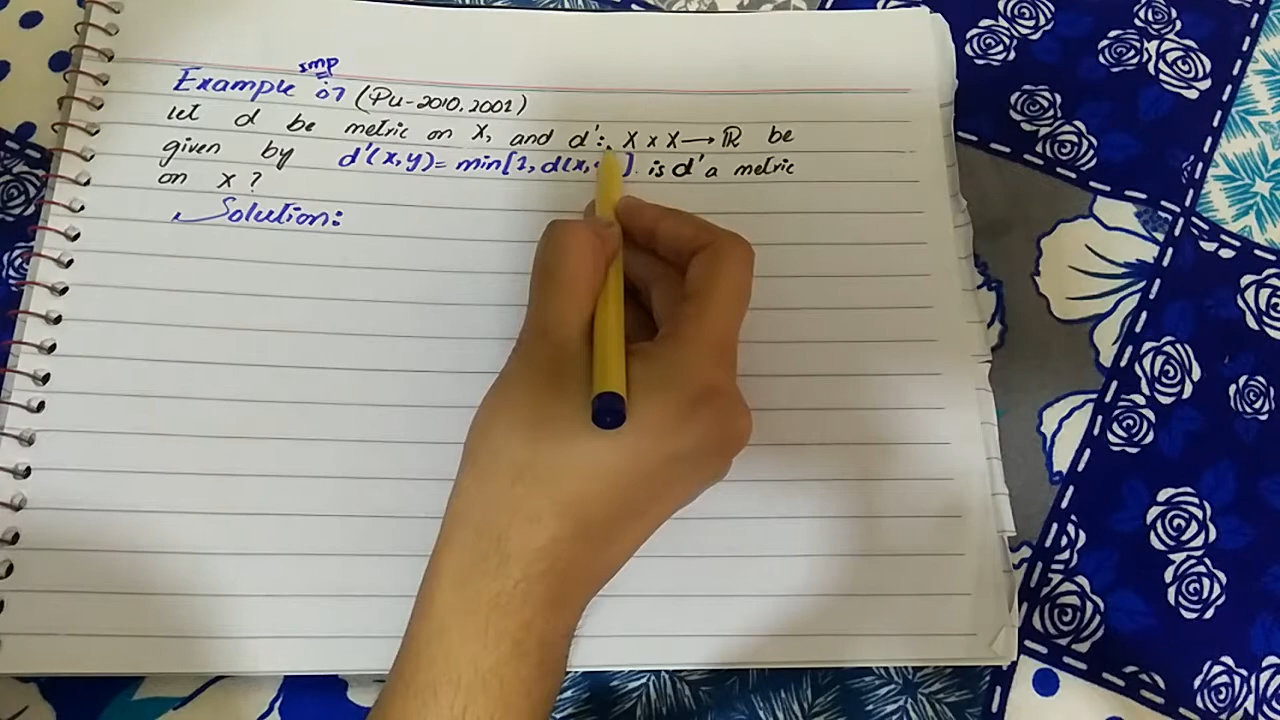 smp
Example 07 (Pu-2010, 2001)
let d be metric on X, and d': X x X → ℝ be
given by d'(x,y)= min[1, d(x, ]. is d' a metric
on x?
Solution: